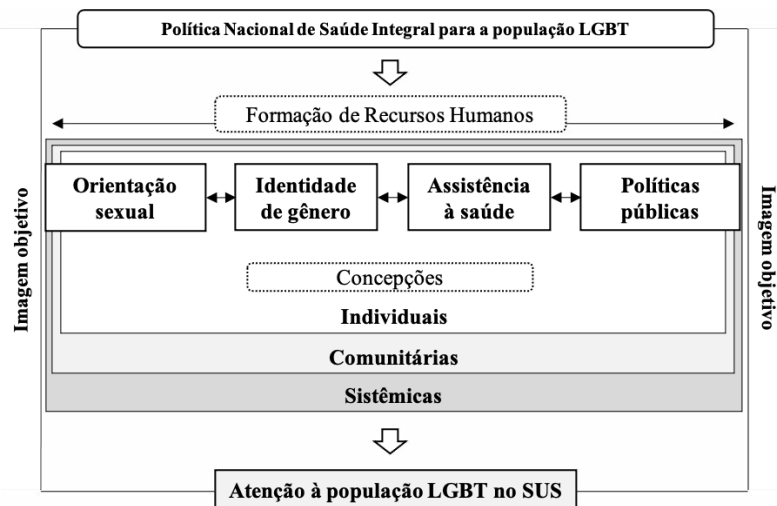 Política Nacional de Saúde Integral para a população LGBT
Formação de Recursos Humanos
Imagem objetivo
Orientação
sexual
Identidade
de gênero
Assistência
à saúde
Políticas
públicas
Imagem objetivo
Concepções
Individuais
Comunitárias
Sistêmicas
Atenção à população LGBT no SUS